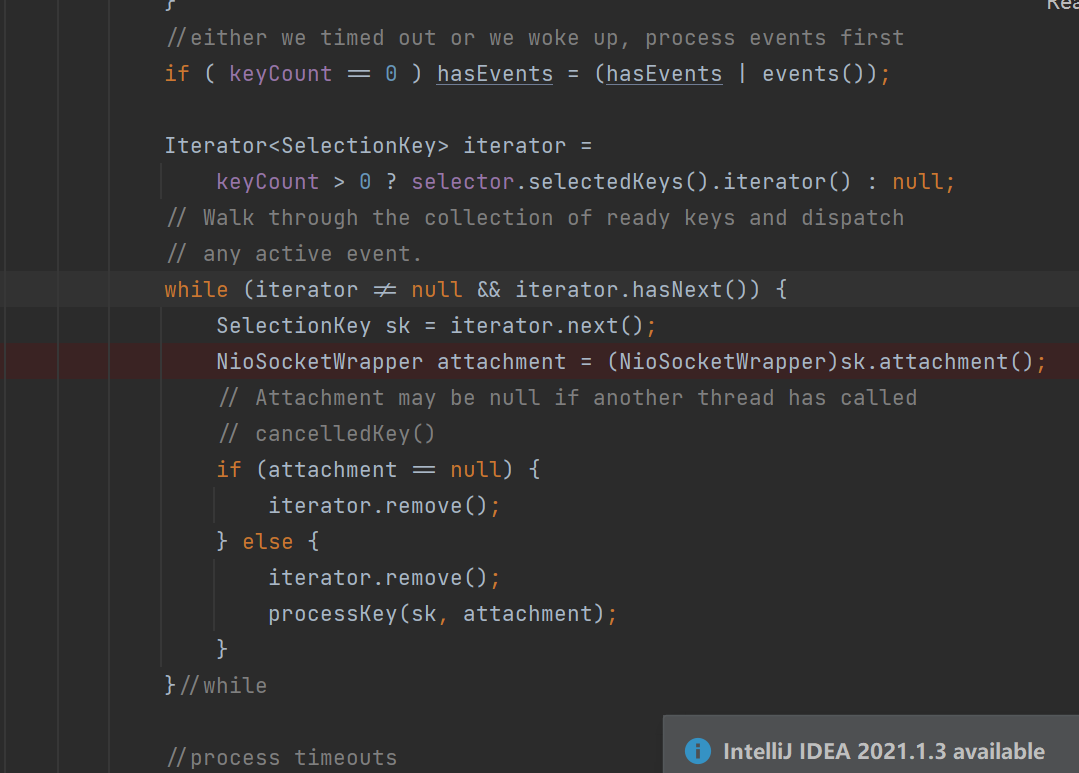 }
Rea
//either we timed out or we woke up, process events first
if ( keyCount == 0 ) hasEvents = (hasEvents | events());
Iterator<SelectionKey> iterator =
keyCount > 0 ? selector.selectedKeys().iterator() : null;
// Walk through the collection of ready keys and dispatch
// any active event.
while (iterator != null && iterator.hasNext()) {
SelectionKey sk = iterator.next();
NioSocketWrapper attachment = (NioSocketWrapper)sk.attachment();
// Attachment may be null if another thread has called
// cancelledKey()
if (attachment == null) {
iterator.remove();
} else {
iterator.remove();
processKey(sk, attachment);
}
}//while
//process timeouts
IntelliJ IDEA 2021.1.3 available